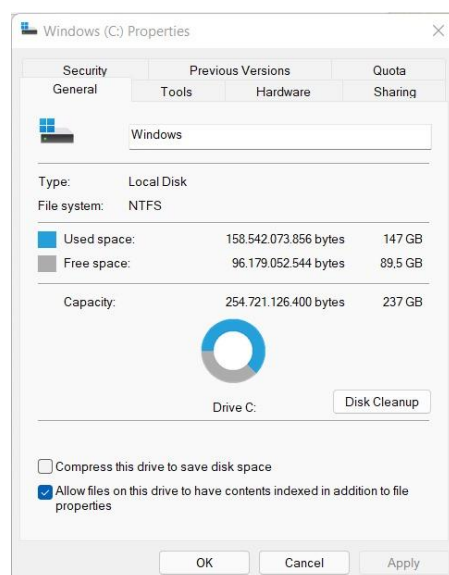 Windows (C:) Properties
Security Previous Versions Quota
General Tools Hardware Sharing
Windows
Type: Local Disk
File system: NTFS
Used space: 158.542.073.856 bytes 147 GB
Free space: 96.179.052.544 bytes 89,5 GB
Capacity: 254.721.126.400 bytes 237 GB
Drive C: Disk Cleanup
Compress this drive to save disk space
Allow files on this drive to have contents indexed in addition to file
properties
OK Cancel Apply